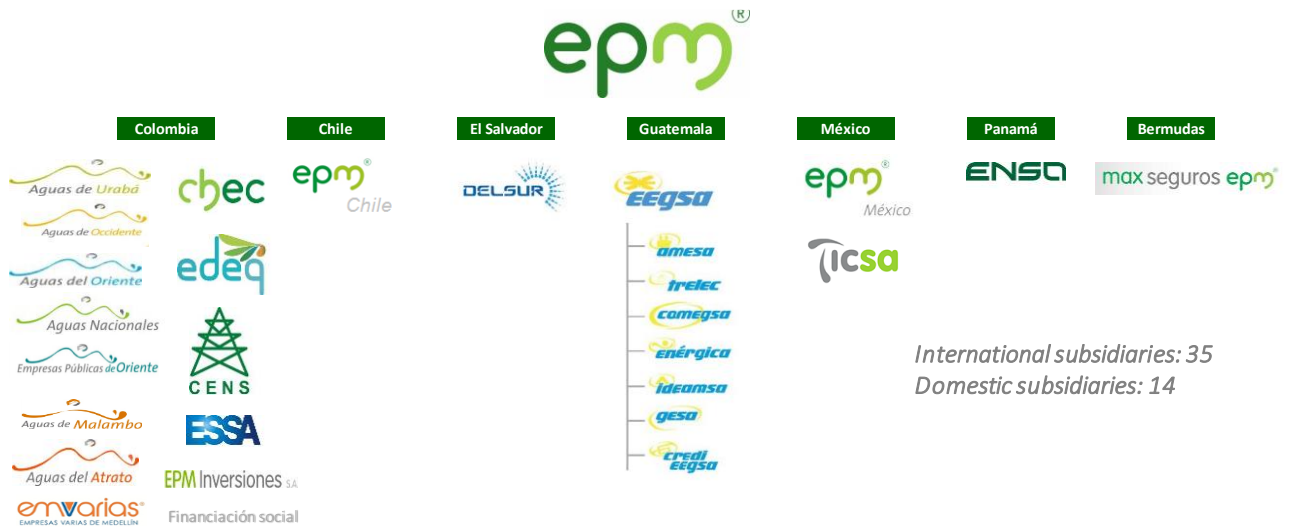 epm®
Colombia
Chile
El Salvador
Guatemala
México
Panamá
Bermudas
Aguas de Urabá
Aguas de Occidente
Aguas del Oriente
Aguas Nacionales
Empresas Públicas de Oriente
Aguas de Malambo
Aguas del Atrato
emvarias®
EMPRESAS VARIAS DE MEDELLÍN
chec
edeq
CENS
ESSA
EPM Inversiones S.A.
Financiación social
epm®
Chile
DELSUR
EEGSA
amesa
trelec
comegsa
enérgica
ideamsa
gesa
credi
eegsa
epm®
México
Ticsa
ENSA
max seguros epm®
International subsidiaries: 35
Domestic subsidiaries: 14